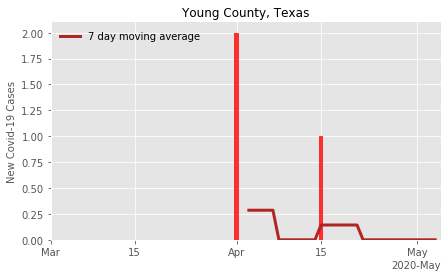 Young County, Texas
7 day moving average
New Covid-19 Cases
2.00
1.75
1.50
1.25
1.00
0.75
0.50
0.25
0.00
Mar
15
Apr
15
May
2020-May